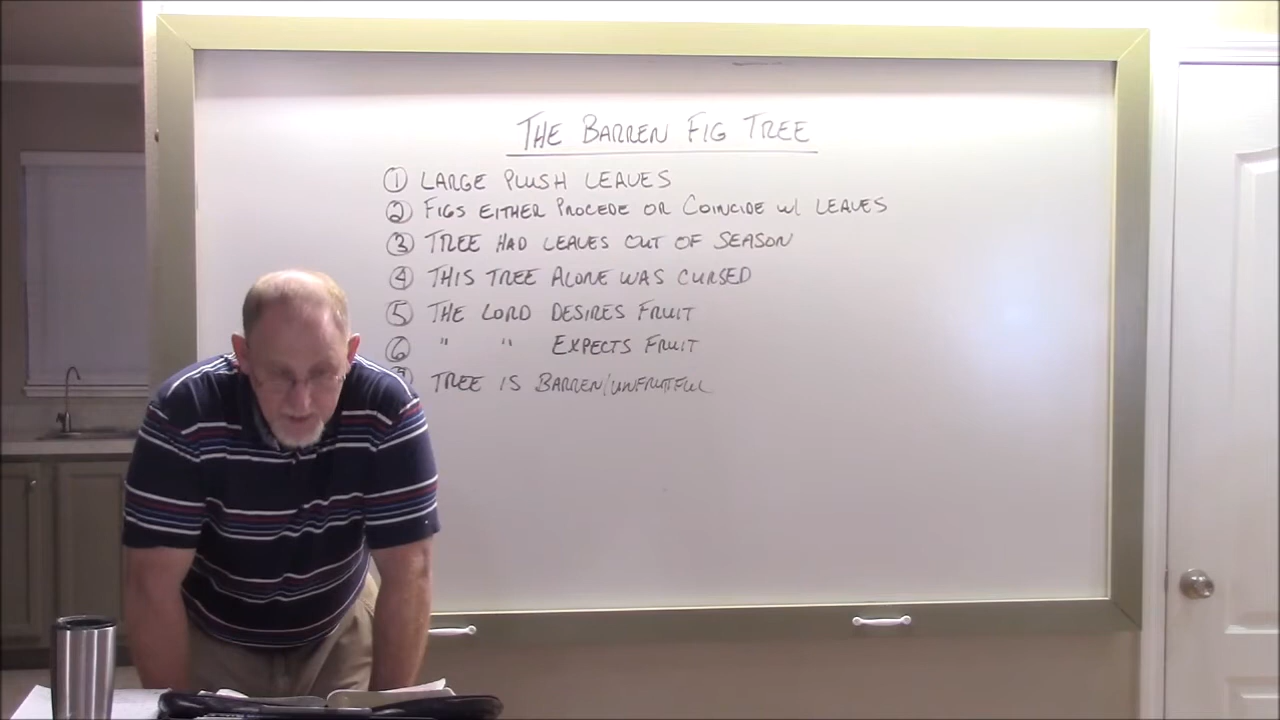 THE BARREN FIG TREE
① LARGE PLUSH LEAVES
② FIGS EITHER PROCEDE OR COINCIDE W/ LEAVES
③ TREE HAD LEAVES OUT OF SEASON
④ THIS TREE ALONE WAS CURSED
⑤ THE LORD DESIRES FRUIT
⑥ " " EXPECTS FRUIT
⑦ TREE IS BARREN/UNFRUITFUL